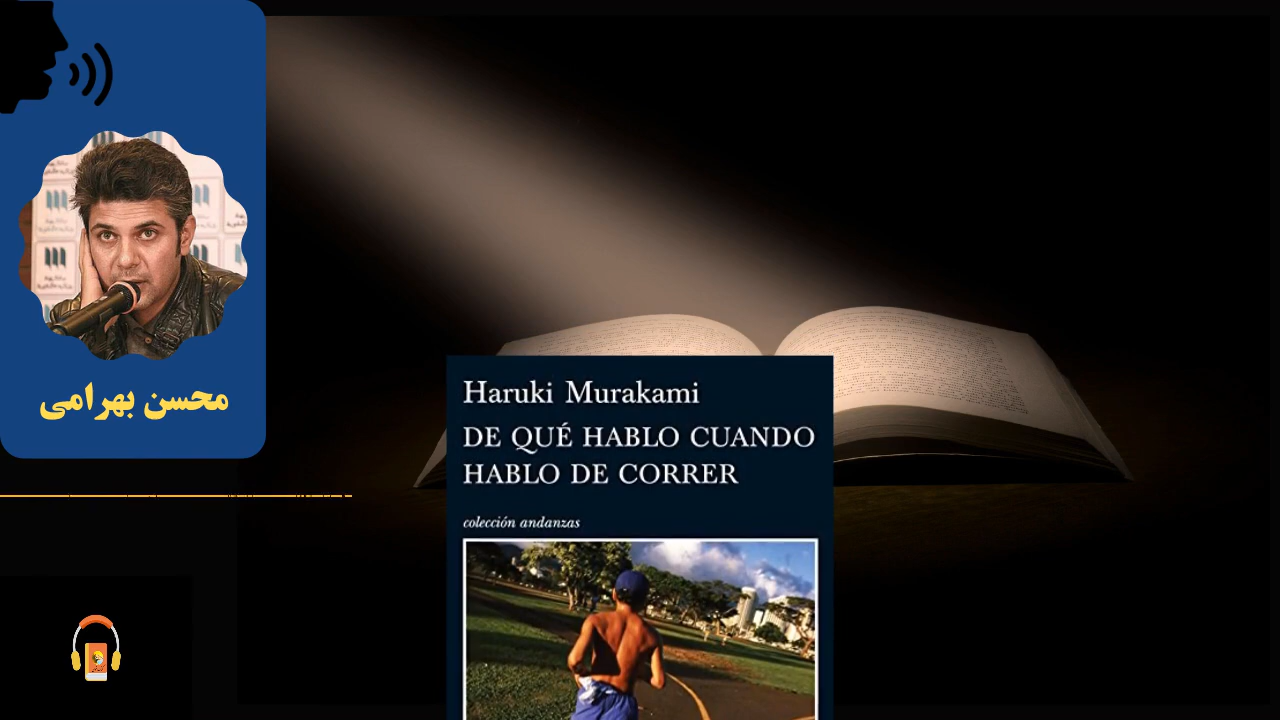 محسن بهرامی
Haruki Murakami
DE QUÉ HABLO CUANDO
HABLO DE CORRER
colección andanzas